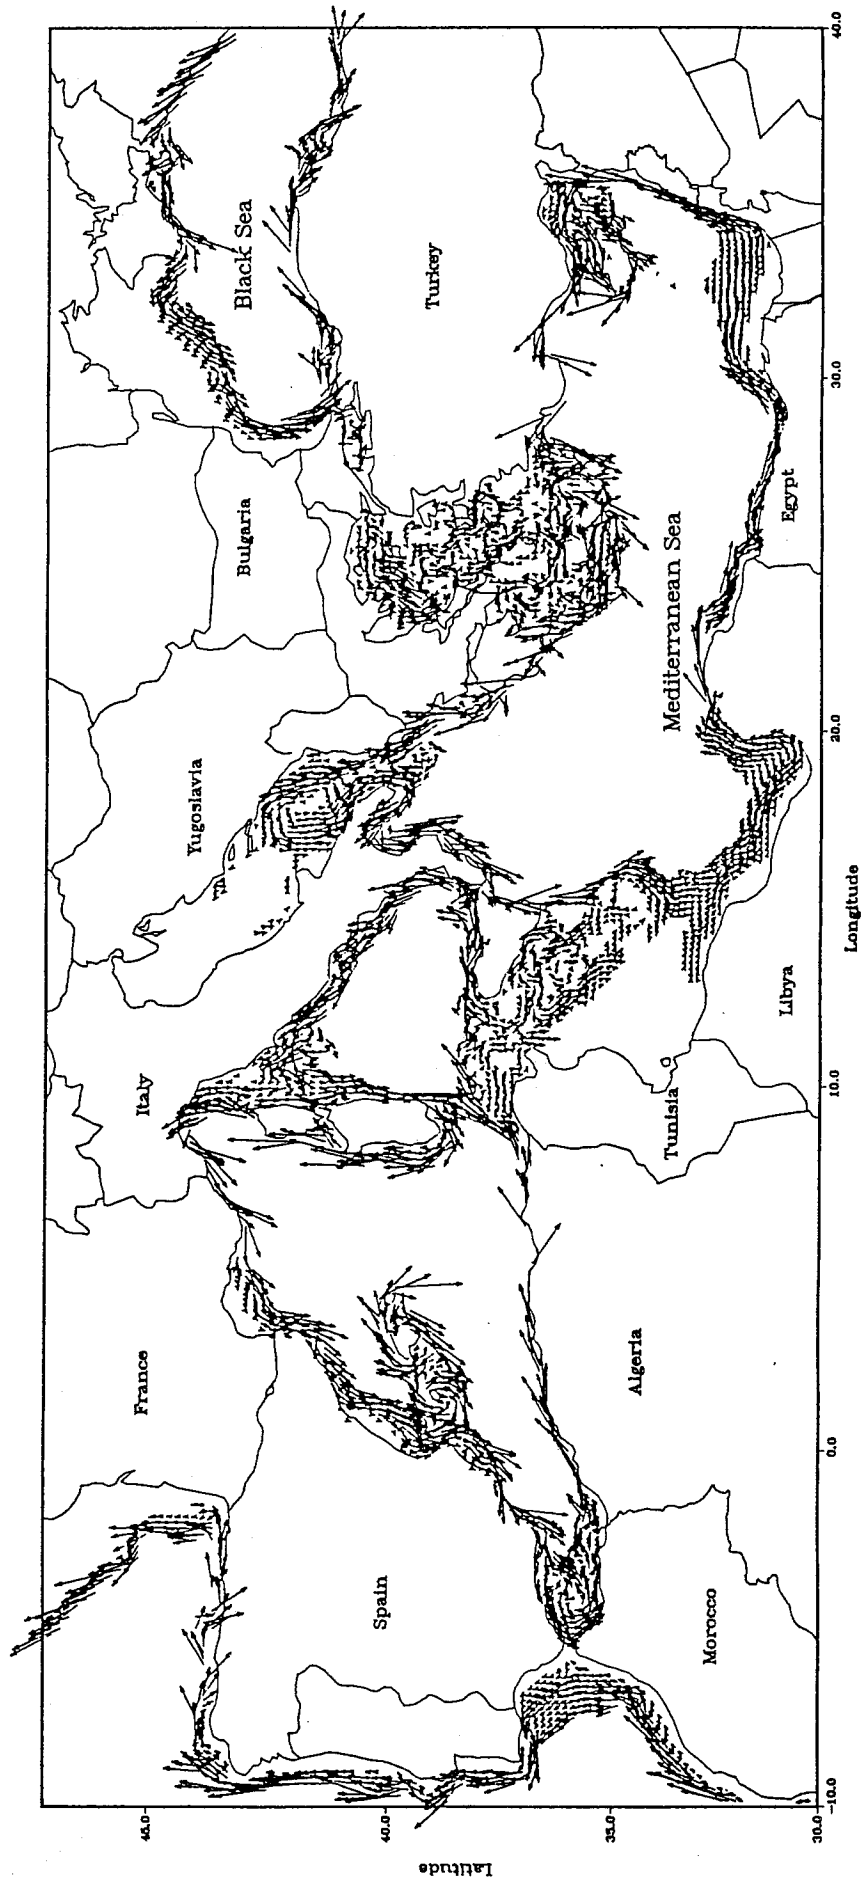 Latitude
45.0
40.0
35.0
30.0
-10.0
0.0
10.0
20.0
30.0
40.0
Longitude
France
Italy
Yugoslavia
Bulgaria
Black Sea
Spain
Turkey
Mediterranean Sea
Morocco
Algeria
Tunisia
Libya
Egypt